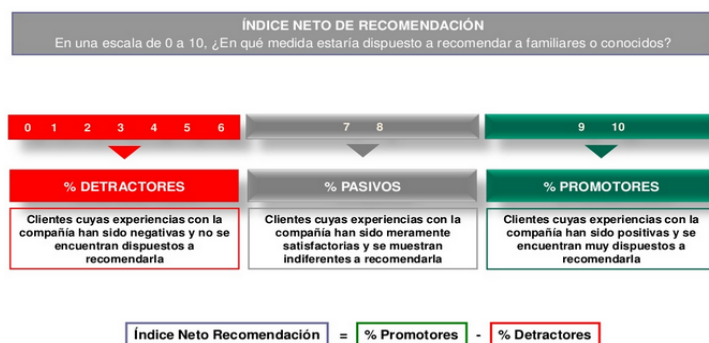 ÍNDICE NETO DE RECOMENDACIÓN
En una escala de 0 a 10, ¿En qué medida estaría dispuesto a recomendar a familiares o conocidos?
0 1 2 3 4 5 6 7 8 9 10
% DETRACTORES % PASIVOS % PROMOTORES
Clientes cuyas experiencias con la
compañía han sido negativas y no se
encuentran dispuestos a
recomendarla
Clientes cuyas experiencias con la
compañía han sido meramente
satisfactorias y se muestran
indiferentes a recomendarla
Clientes cuyas experiencias con la
compañía han sido positivas y se
encuentran muy dispuestos a
recomendarla
Índice Neto Recomendación = % Promotores - % Detractores